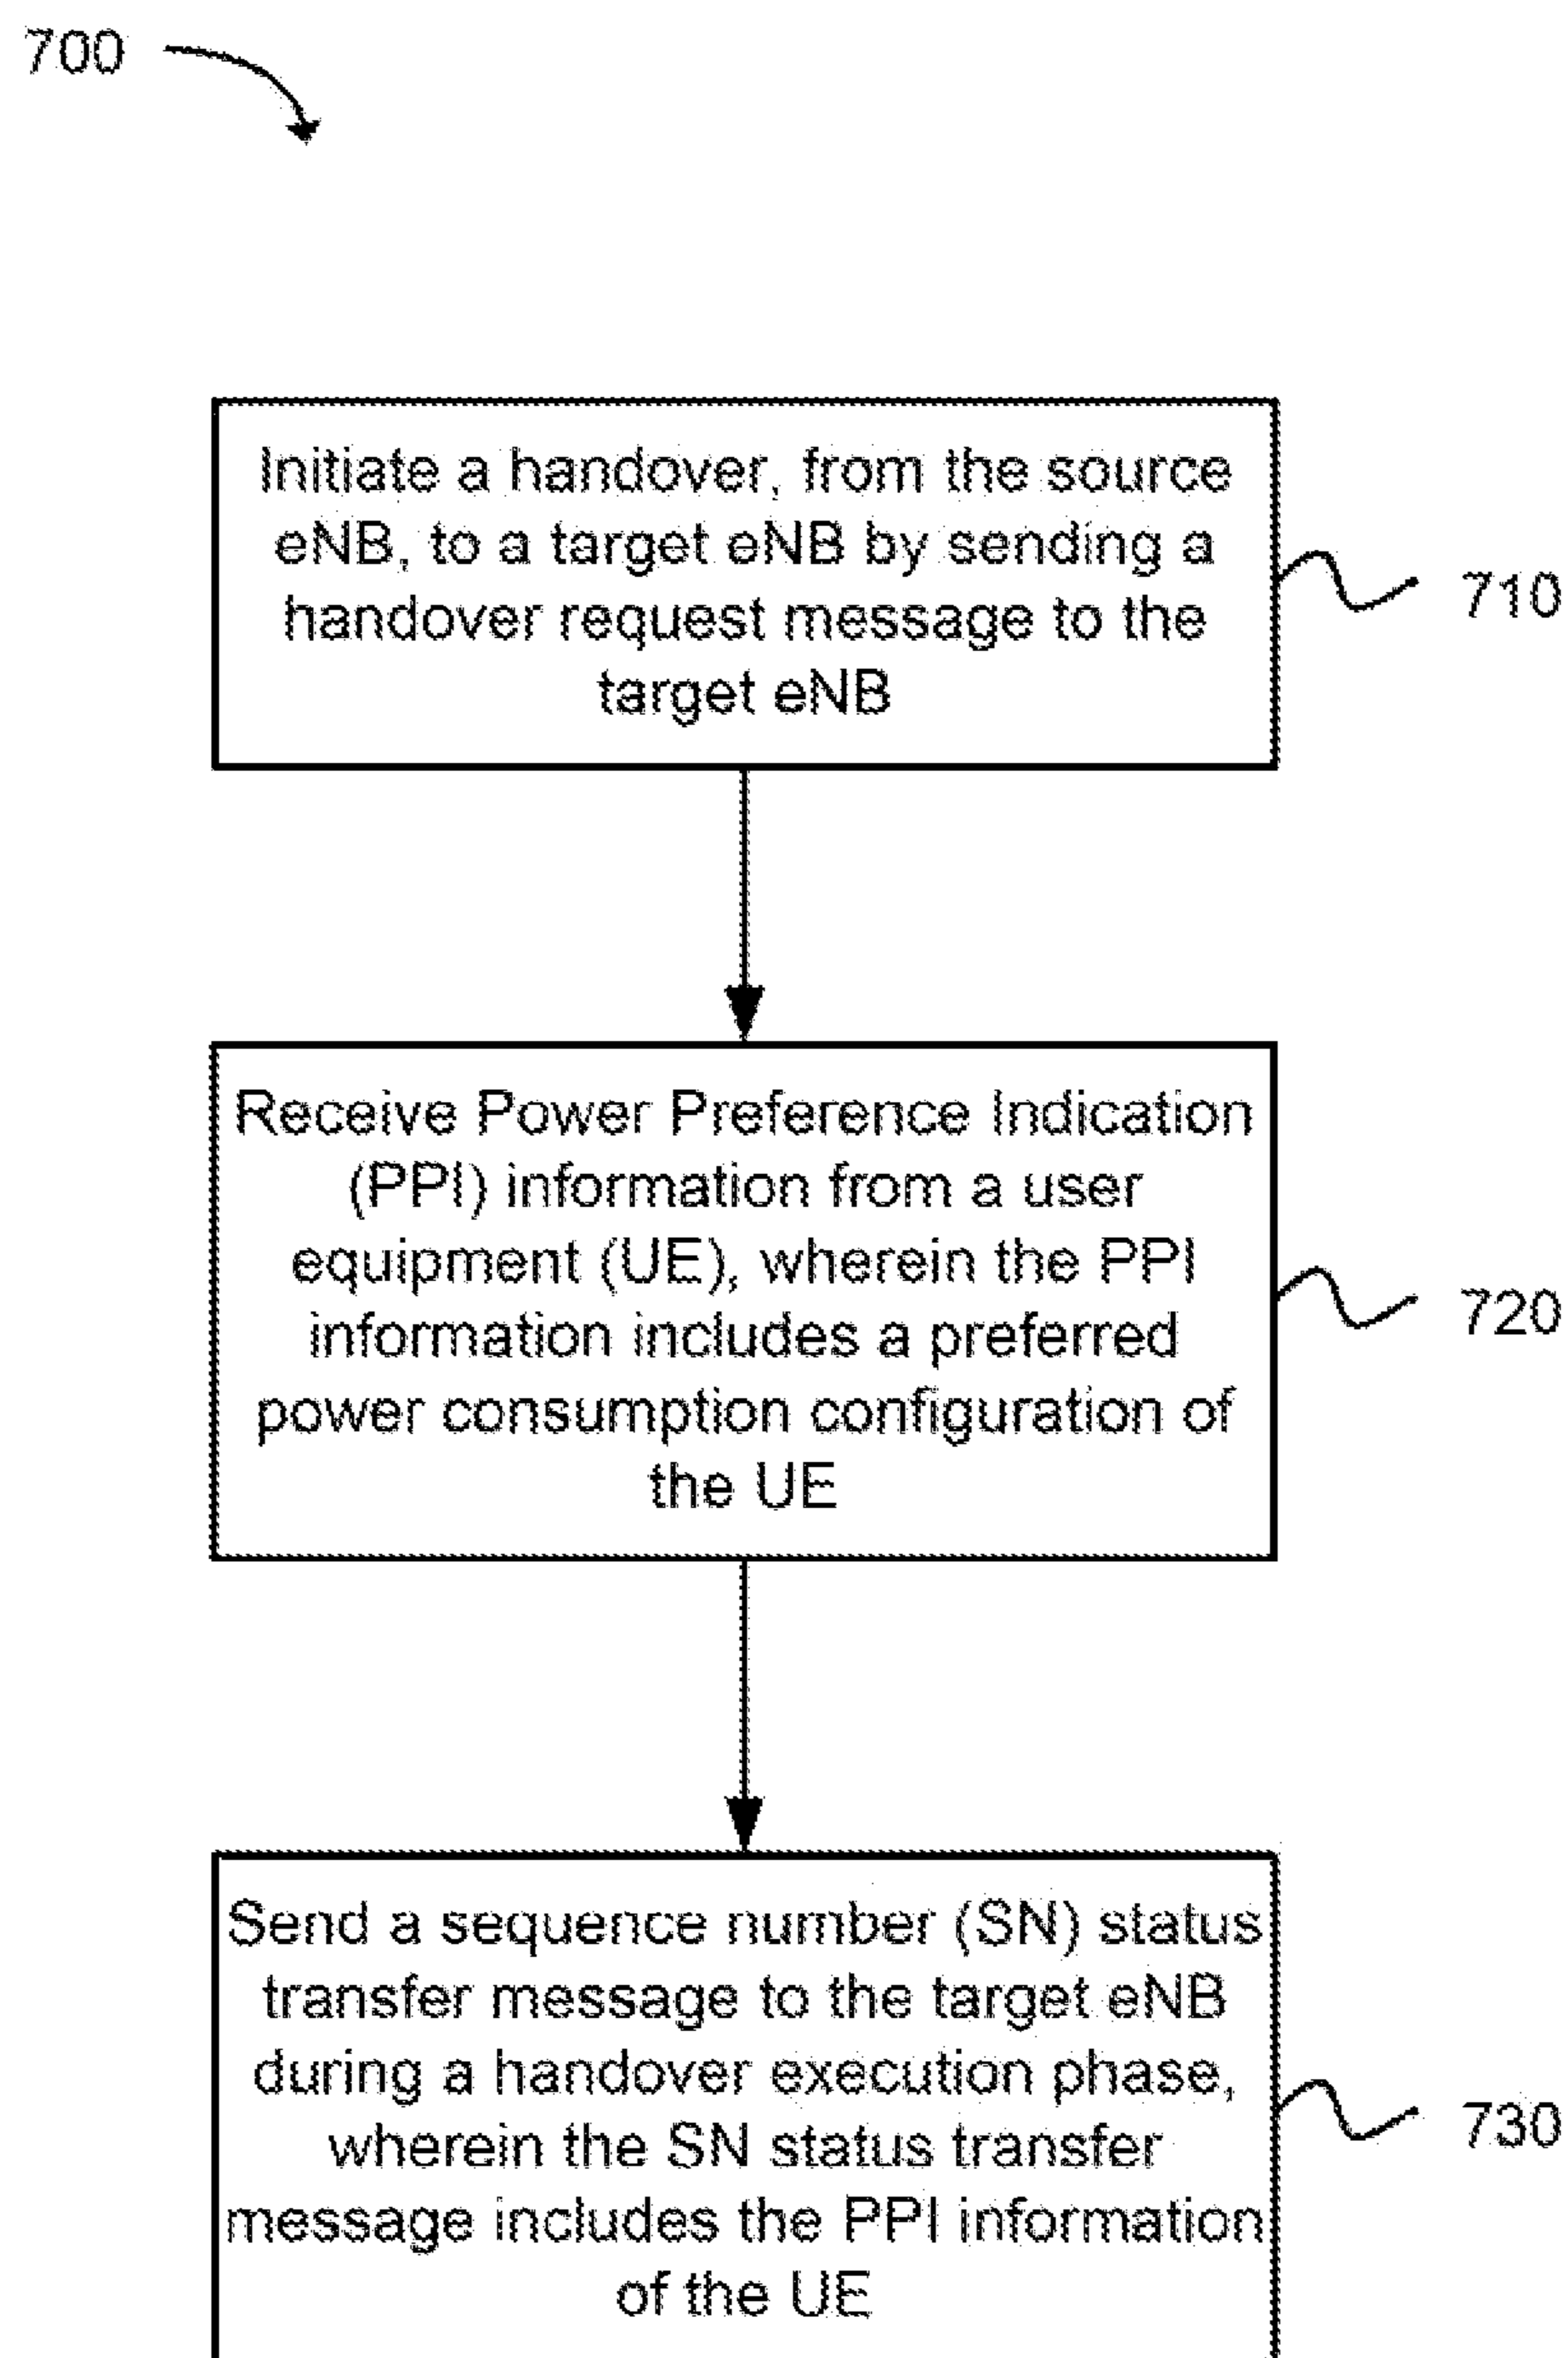 700
Initiate a handover, from the source
eNB, to a target eNB by sending a
handover request message to the
target eNB
710
Receive Power Preference Indication
(PPI) information from a user
equipment (UE), wherein the PPI
information includes a preferred
power consumption configuration of
the UE
720
Send a sequence number (SN) status
transfer message to the target eNB
during a handover execution phase,
wherein the SN status transfer
message includes the PPI information
of the UE
730